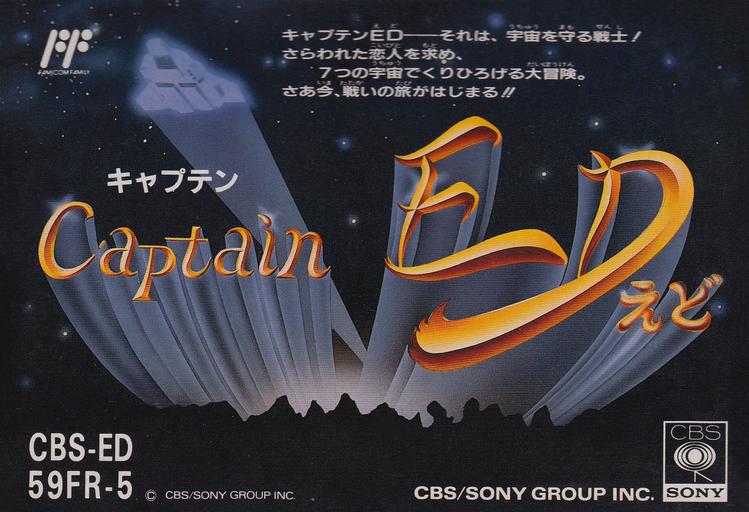 FAMICOM FAMILY
キャプテンED──それは、宇宙を守る戦士!
さらわれた恋人を求め、
7つの宇宙でくりひろげる大冒険。
さあ今、戦いの旅がはじまる!!
キャプテン
Captain ED
えど
CBS-ED
59FR-5
© CBS/SONY GROUP INC.
CBS/SONY GROUP INC.
CBS
SONY